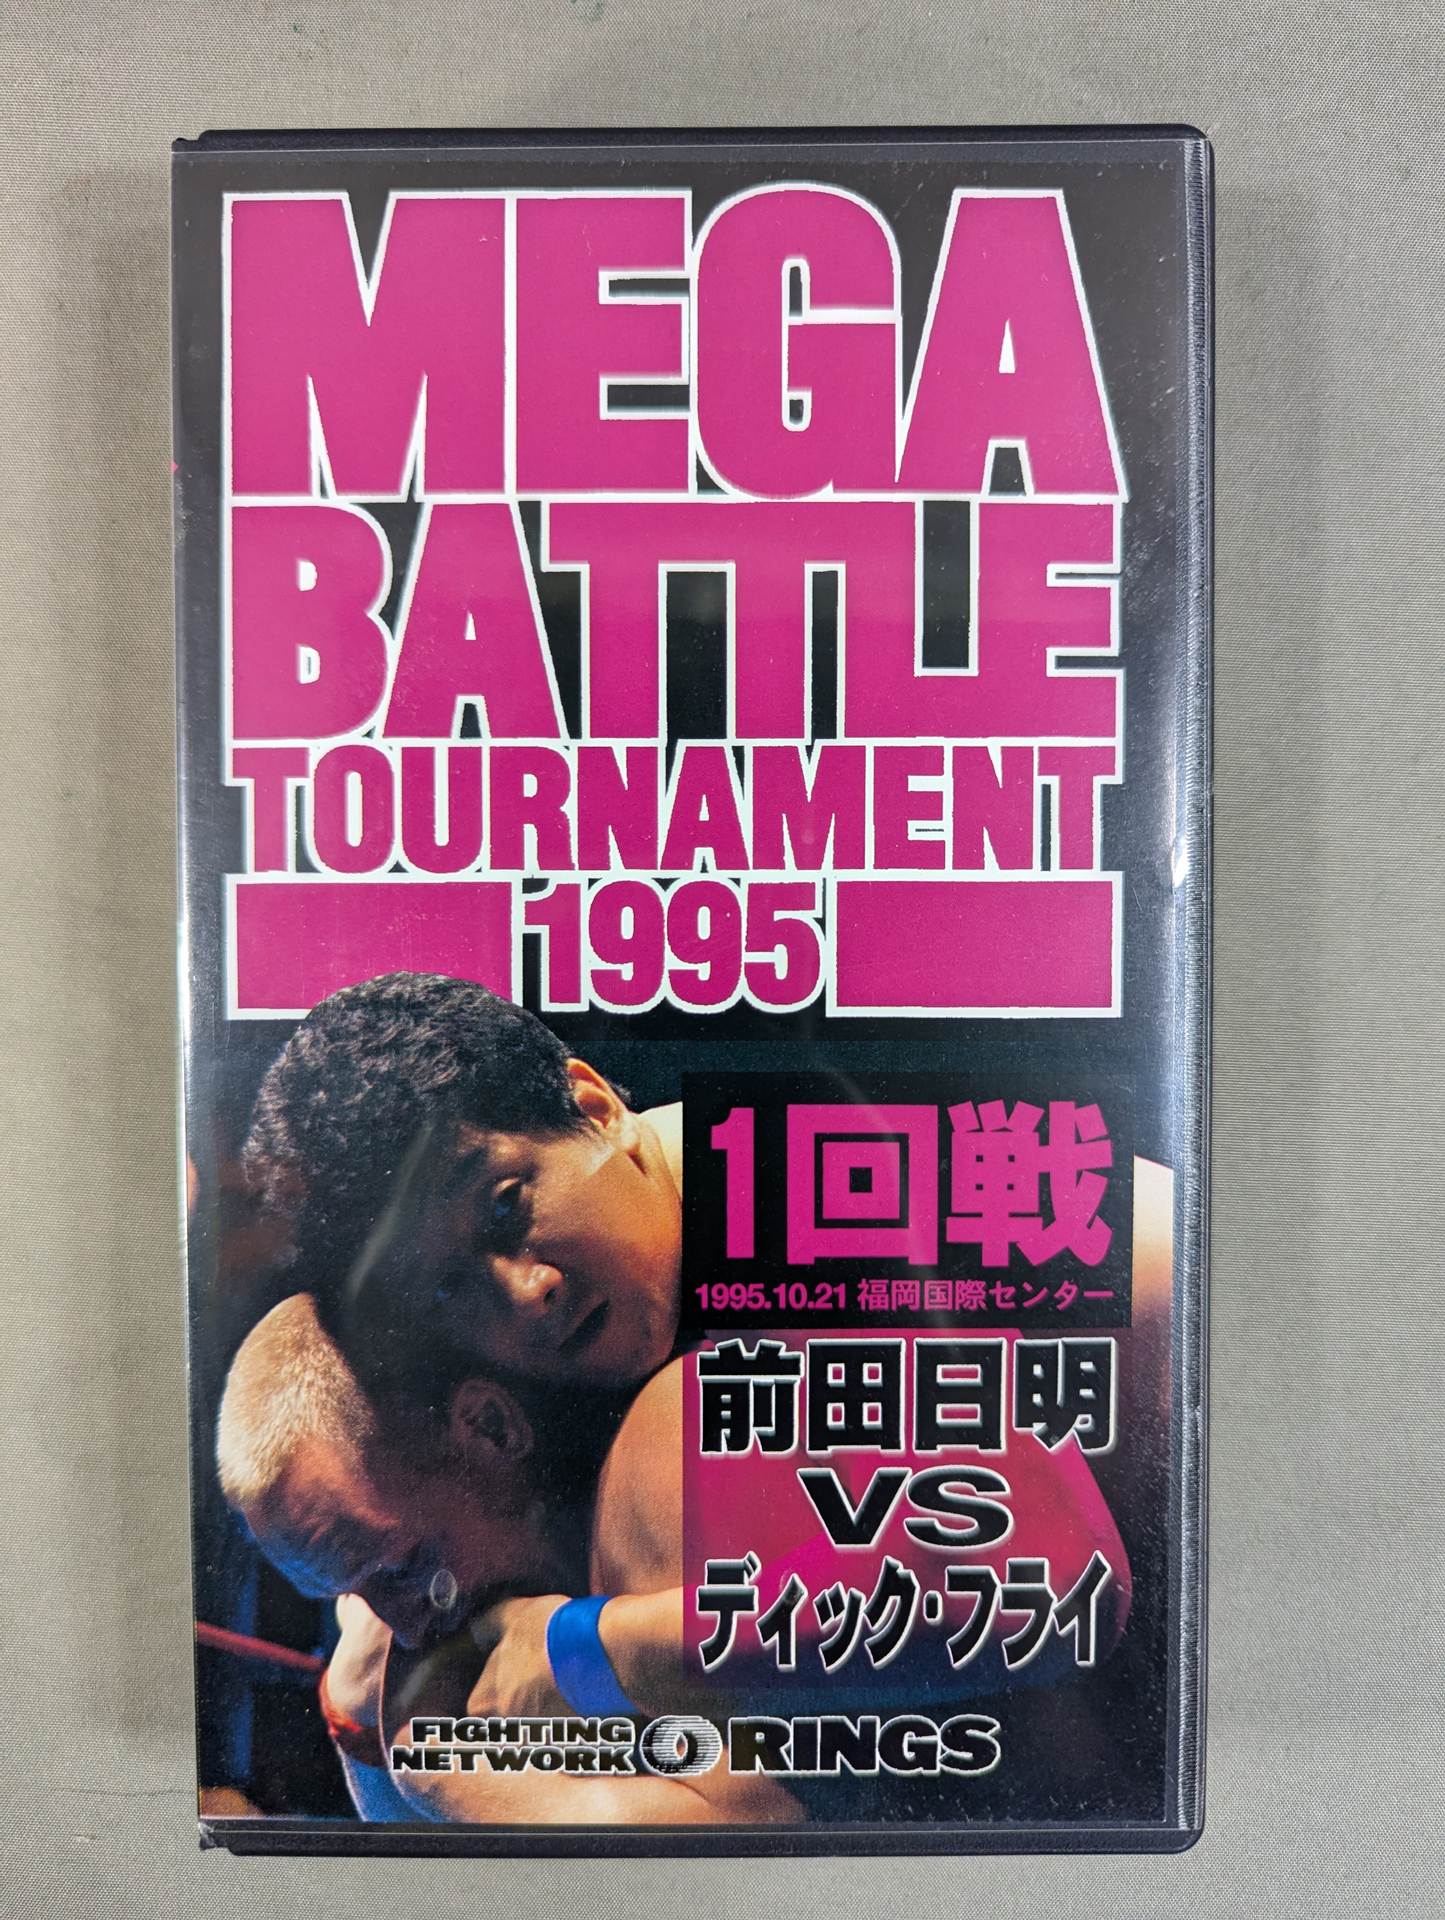 MEGA
BATTLE
TOURNAMENT
1995
1回戦
1995.10.21 福岡国際センター
前田日明
VS
ディック・フライ
FIGHTING
NETWORK RINGS